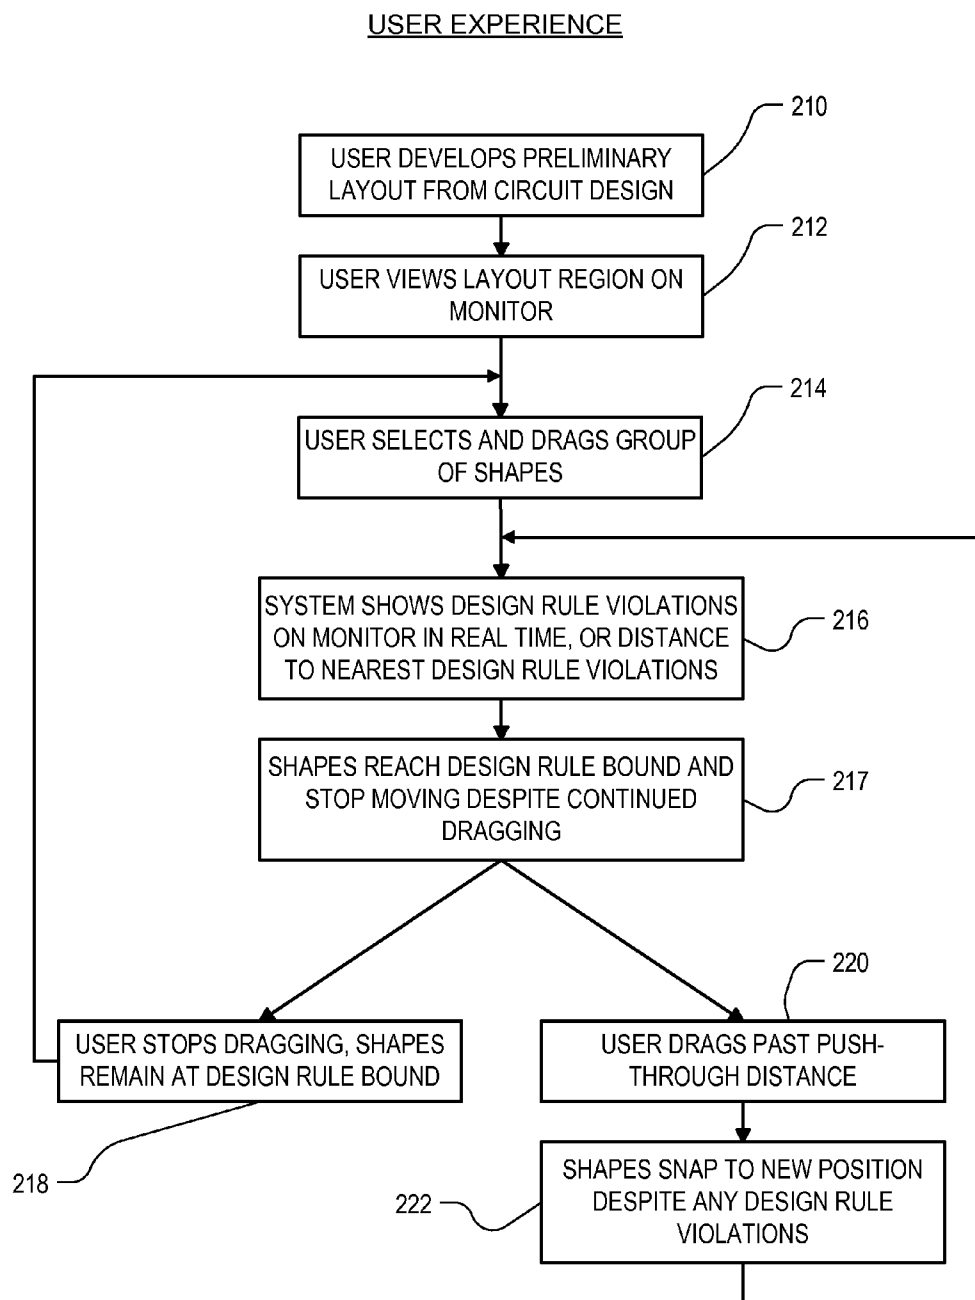 USER EXPERIENCE
210
USER DEVELOPS PRELIMINARY
LAYOUT FROM CIRCUIT DESIGN
212
USER VIEWS LAYOUT REGION ON
MONITOR
214
USER SELECTS AND DRAGS GROUP
OF SHAPES
SYSTEM SHOWS DESIGN RULE VIOLATIONS
ON MONITOR IN REAL TIME, OR DISTANCE
TO NEAREST DESIGN RULE VIOLATIONS
216
SHAPES REACH DESIGN RULE BOUND AND
STOP MOVING DESPITE CONTINUED
DRAGGING
217
220
USER STOPS DRAGGING, SHAPES
REMAIN AT DESIGN RULE BOUND
218
USER DRAGS PAST PUSH-
THROUGH DISTANCE
SHAPES SNAP TO NEW POSITION
DESPITE ANY DESIGN RULE
VIOLATIONS
222